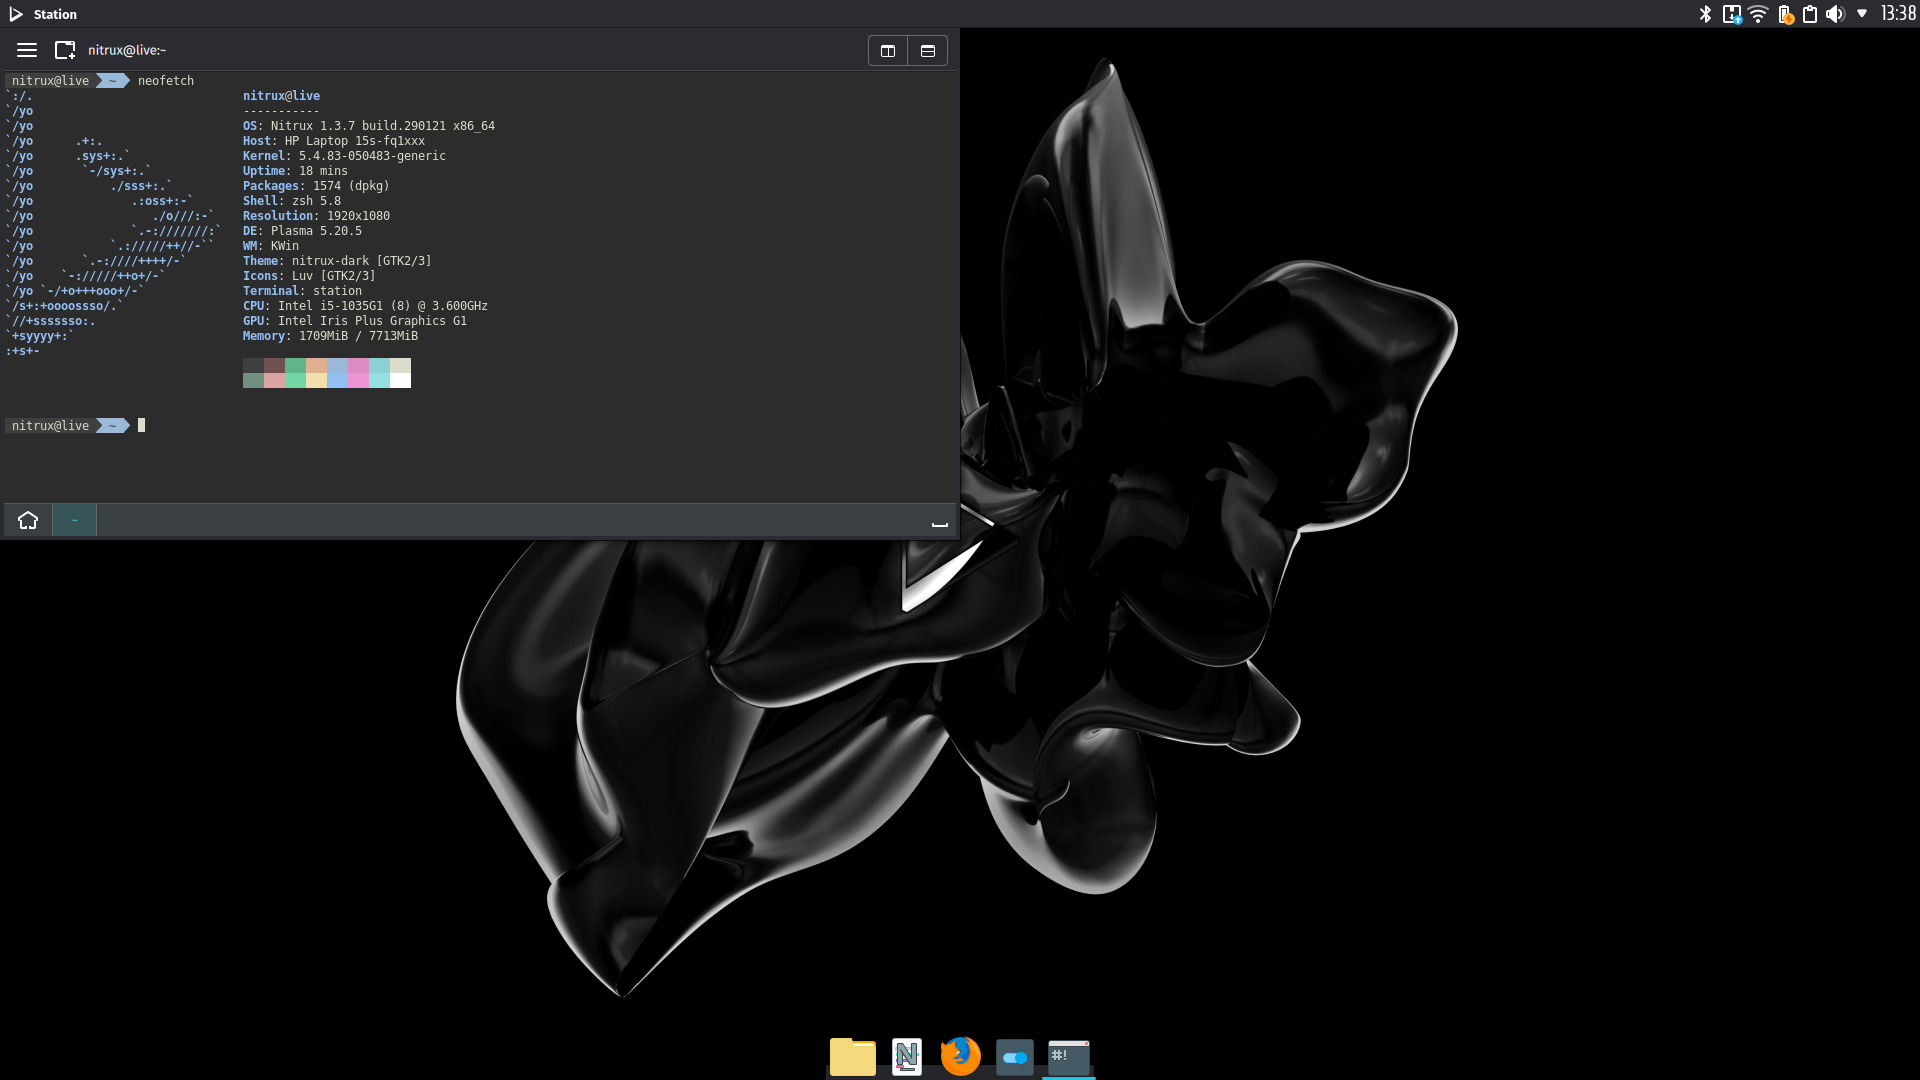 Station
13:38
nitrux@live:~
nitrux@live ~ neofetch
`:/. nitrux@live
`/yo -----------
`/yo OS: Nitrux 1.3.7 build.290121 x86_64
`/yo .+:. Host: HP Laptop 15s-fq1xxx
`/yo .sys+:.` Kernel: 5.4.83-050483-generic
`/yo `-/sys+:.` Uptime: 18 mins
`/yo ./sss+:.` Packages: 1574 (dpkg)
`/yo .:oss+:-` Shell: zsh 5.8
`/yo ./o///:-` Resolution: 1920x1080
`/yo `.-:///////:` DE: Plasma 5.20.5
`/yo `.://///++//-`` WM: KWin
`/yo `.-:////++++/-` Theme: nitrux-dark [GTK2/3]
`/yo `-://///++o+/-` Icons: Luv [GTK2/3]
`/yo `-/+o+++ooo+/-` Terminal: station
`/s+:+oooossso/.` CPU: Intel i5-1035G1 (8) @ 3.600GHz
`//+sssssso:. GPU: Intel Iris Plus Graphics G1
`+syyyy+:` Memory: 1709MiB / 7713MiB
:+s+-
nitrux@live ~
~
N
#!